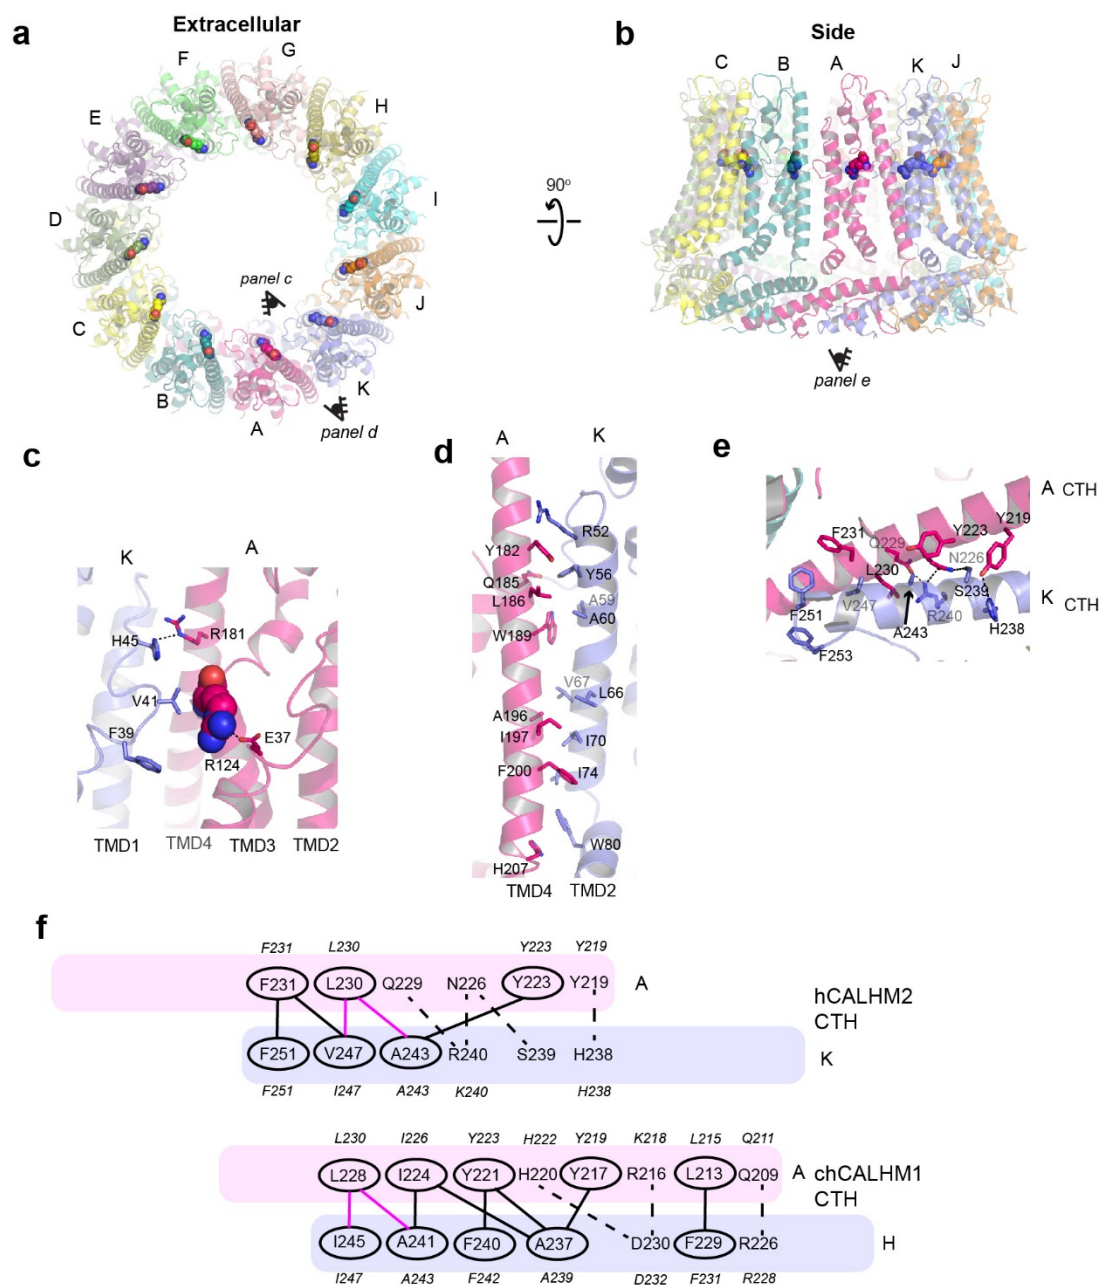 a
Extracellular
F
G
E
H
D
I
C
J
B
A
K
panel c
panel d
90o
b
Side
C
B
A
K
J
panel e
c
K
A
H45
R181
V41
F39
E37
R124
TMD1
TMD4
TMD3
TMD2
d
A
K
R52
Y182
Y56
Q185
L186
A59
A60
W189
V67
L66
A196
I197
I70
F200
I74
W80
H207
TMD4
TMD2
e
A CTH
F231
Q229
Y223
Y219
L230
N226
K CTH
S239
V247
R240
F251
A243
H238
F253
f
F231 L230 Y223 Y219
F231 L230 Q229 N226 Y223 Y219 A
hCALHM2
CTH
F251 V247 A243 R240 S239 H238 K
F251 I247 A243 K240 H238
L230 I226 Y223 H222 Y219 K218 L215 Q211
L228 I224 Y221 H220 Y217 R216 L213 Q209 A
chCALHM1
CTH
I245 A241 F240 A237 D230 F229 R226 H
I247 A243 F242 A239 D232 F231 R228